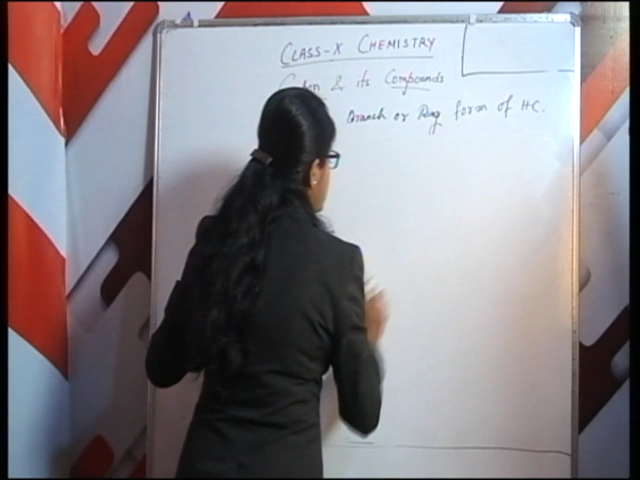 CLASS-X CHEMISTRY
& its Compounds
Branch or Ring form of HC.